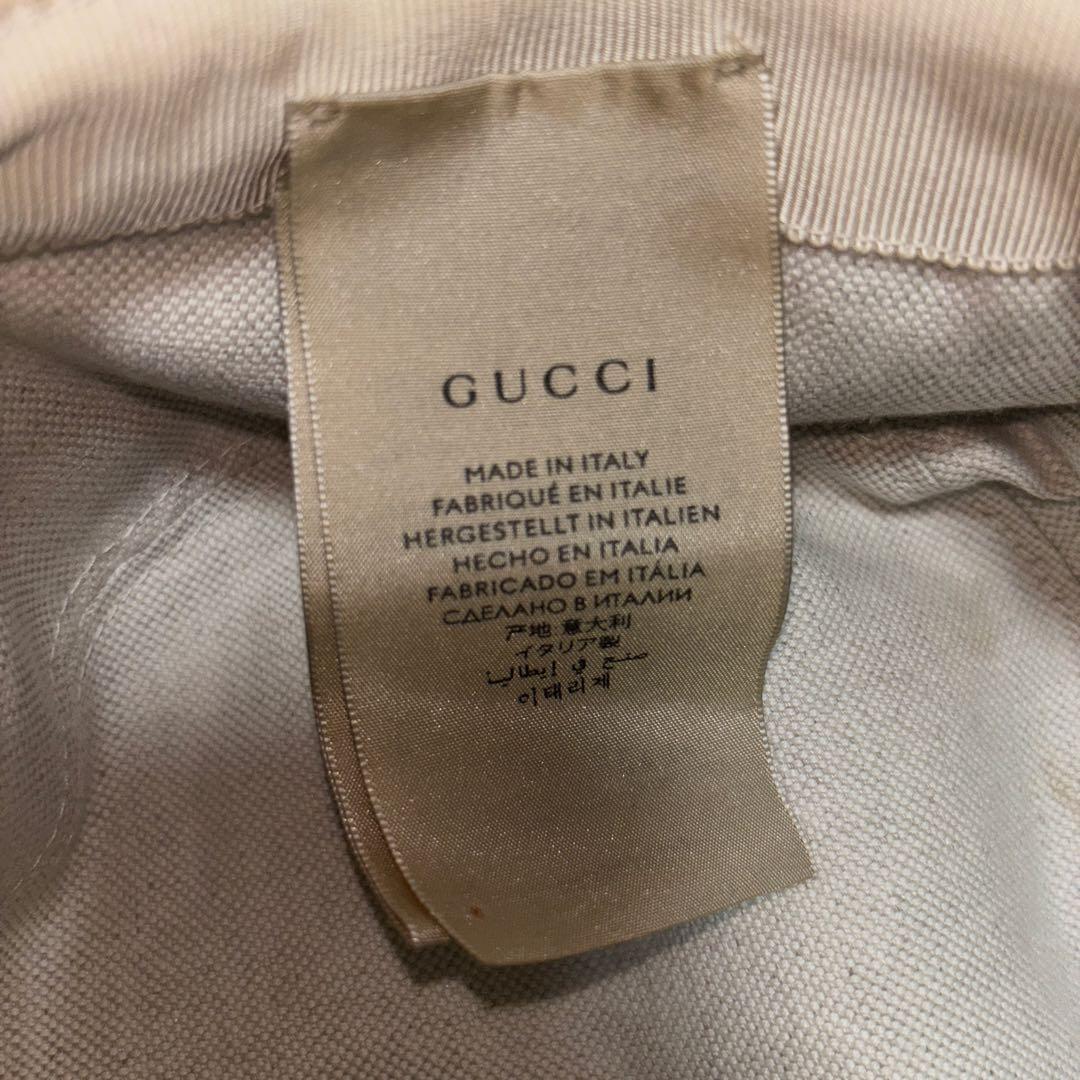 GUCCI
MADE IN ITALY
FABRIQUÉ EN ITALIE
HERGESTELLT IN ITALIEN
HECHO EN ITALIA
FABRICADO EM ITÁLIA
СДЕЛАНО В ИТАЛИИ
产地 意大利
イタリア製
صنع في إيطاليا
이태리제